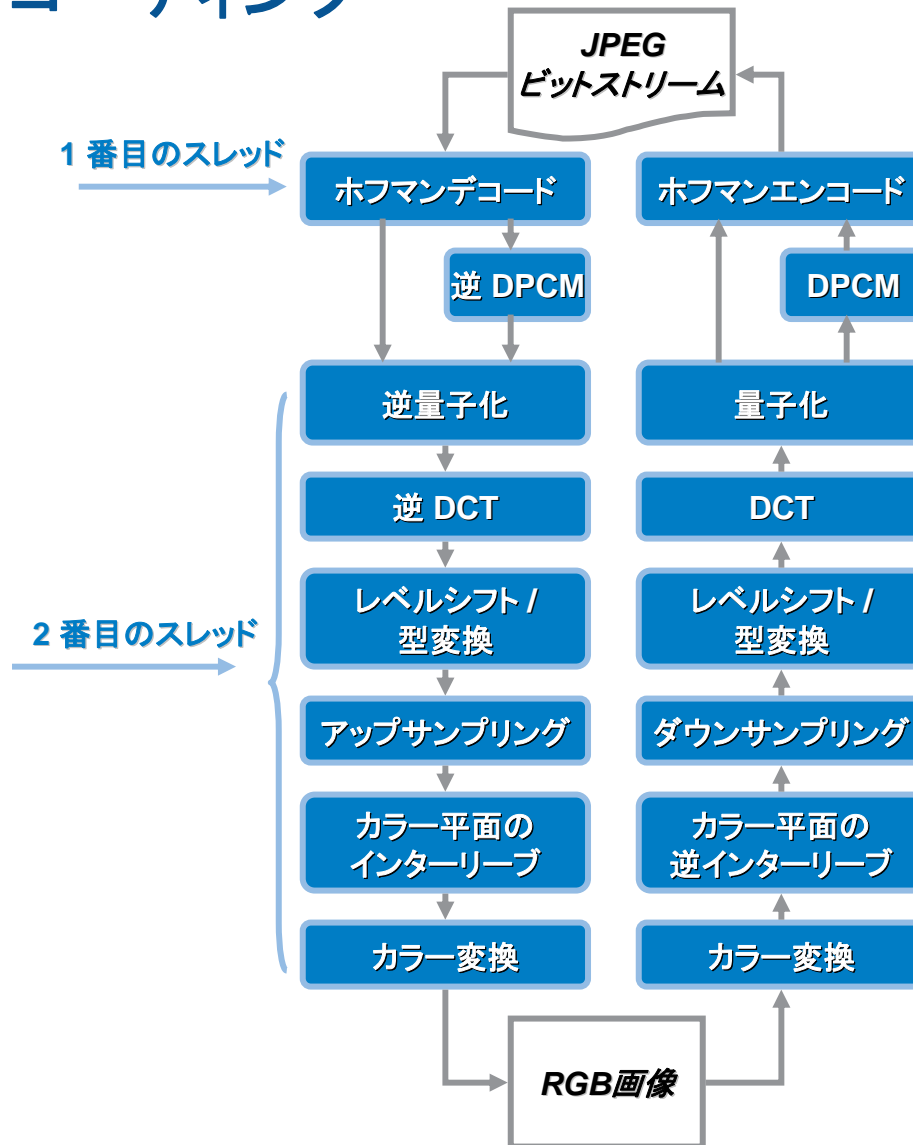 コーディング
JPEG
ビットストリーム
1 番目のスレッド
ホフマンデコード
ホフマンエンコード
逆 DPCM
DPCM
逆量子化
量子化
逆 DCT
DCT
レベルシフト /
型変換
レベルシフト /
型変換
2 番目のスレッド
アップサンプリング
ダウンサンプリング
カラー平面の
インターリーブ
カラー平面の
逆インターリーブ
カラー変換
カラー変換
RGB画像